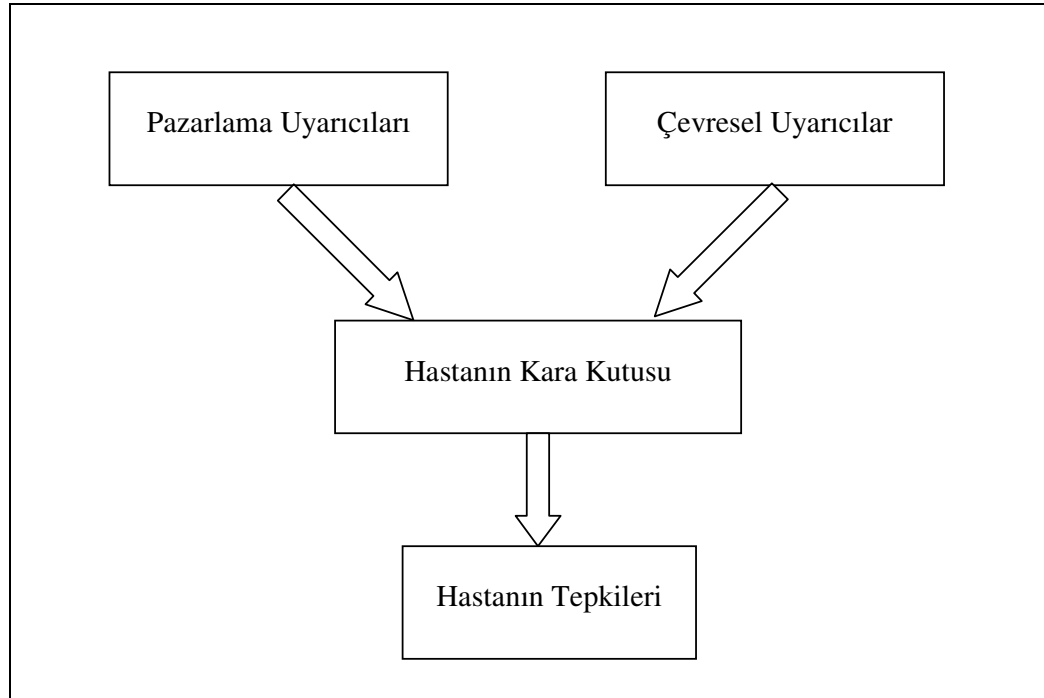 Pazarlama Uyarıcıları
Çevresel Uyarıcılar
Hastanın Kara Kutusu
Hastanın Tepkileri